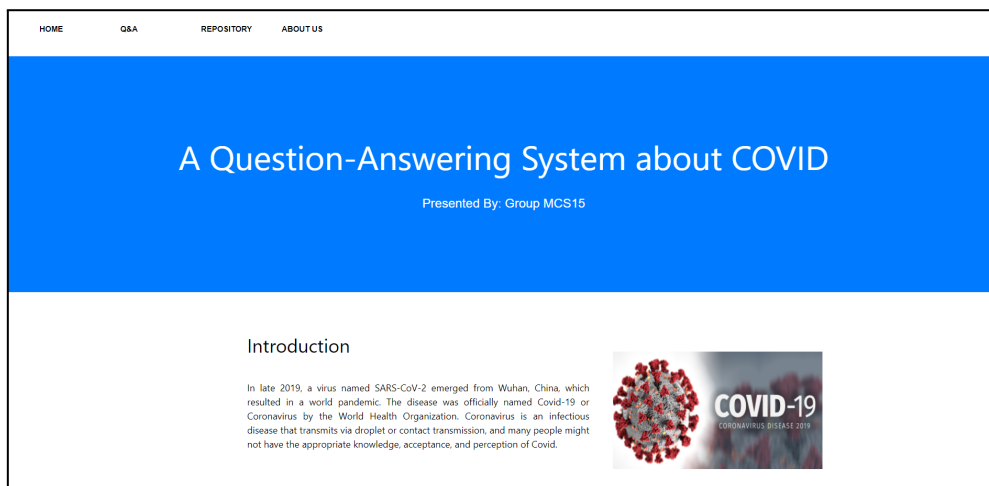 HOME Q&A REPOSITORY ABOUT US
A Question-Answering System about COVID
Presented By: Group MCS15
Introduction
In late 2019, a virus named SARS-CoV-2 emerged from Wuhan, China, which
resulted in a world pandemic. The disease was officially named Covid-19 or
Coronavirus by the World Health Organization. Coronavirus is an infectious
disease that transmits via droplet or contact transmission, and many people might
not have the appropriate knowledge, acceptance, and perception of Covid.
COVID-19
CORONAVIRUS DISEASE 2019